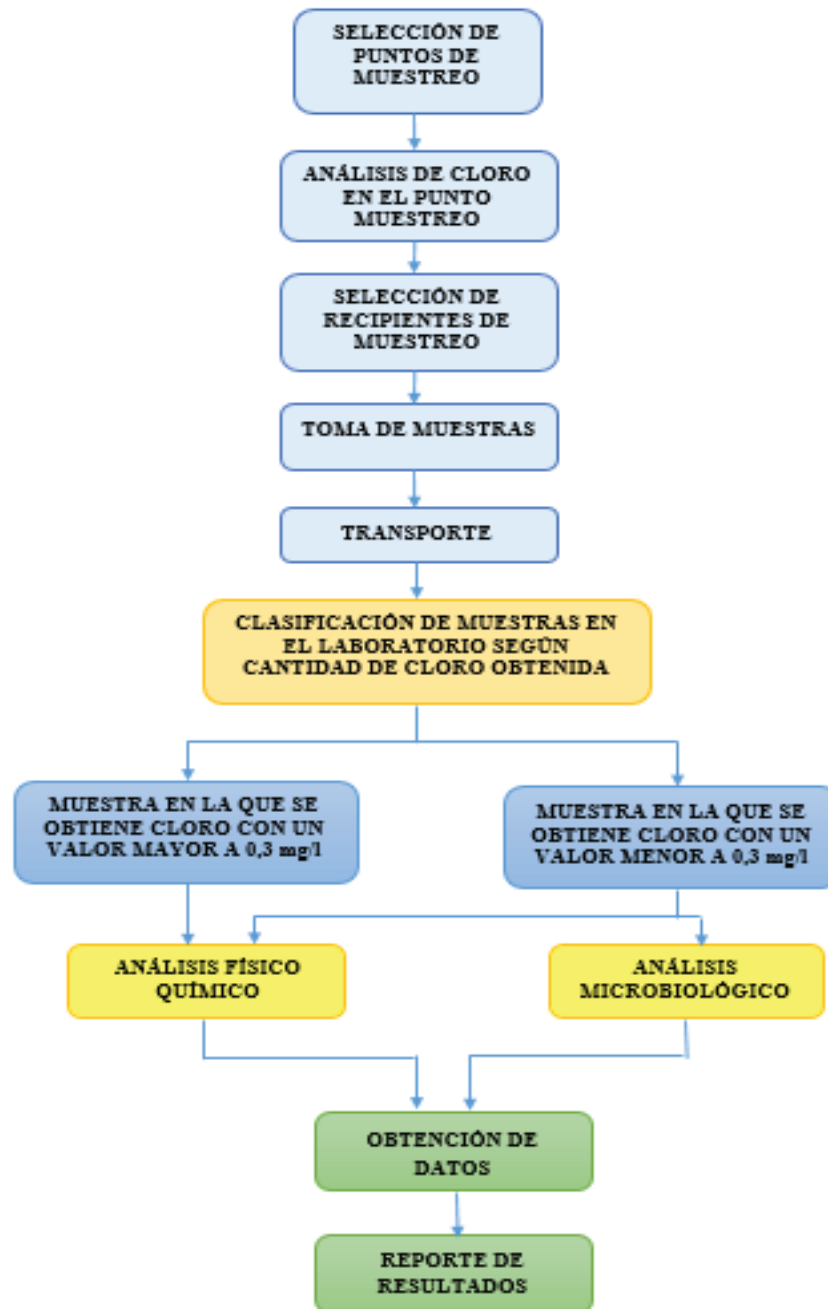 SELECCIÓN DE
PUNTOS DE
MUESTREO
ANÁLISIS DE CLORO
EN EL PUNTO
MUESTREO
SELECCIÓN DE
RECIPIENTES DE
MUESTREO
TOMA DE MUESTRAS
TRANSPORTE
CLASIFICACIÓN DE MUESTRAS EN
EL LABORATORIO SEGÚN
CANTIDAD DE CLORO OBTENIDA
MUESTRA EN LA QUE SE
OBTIENE CLORO CON UN
VALOR MAYOR A 0,3 mg/l
MUESTRA EN LA QUE SE
OBTIENE CLORO CON UN
VALOR MENOR A 0,3 mg/l
ANÁLISIS FÍSICO
QUÍMICO
ANÁLISIS
MICROBIOLÓGICO
OBTENCIÓN DE
DATOS
REPORTE DE
RESULTADOS